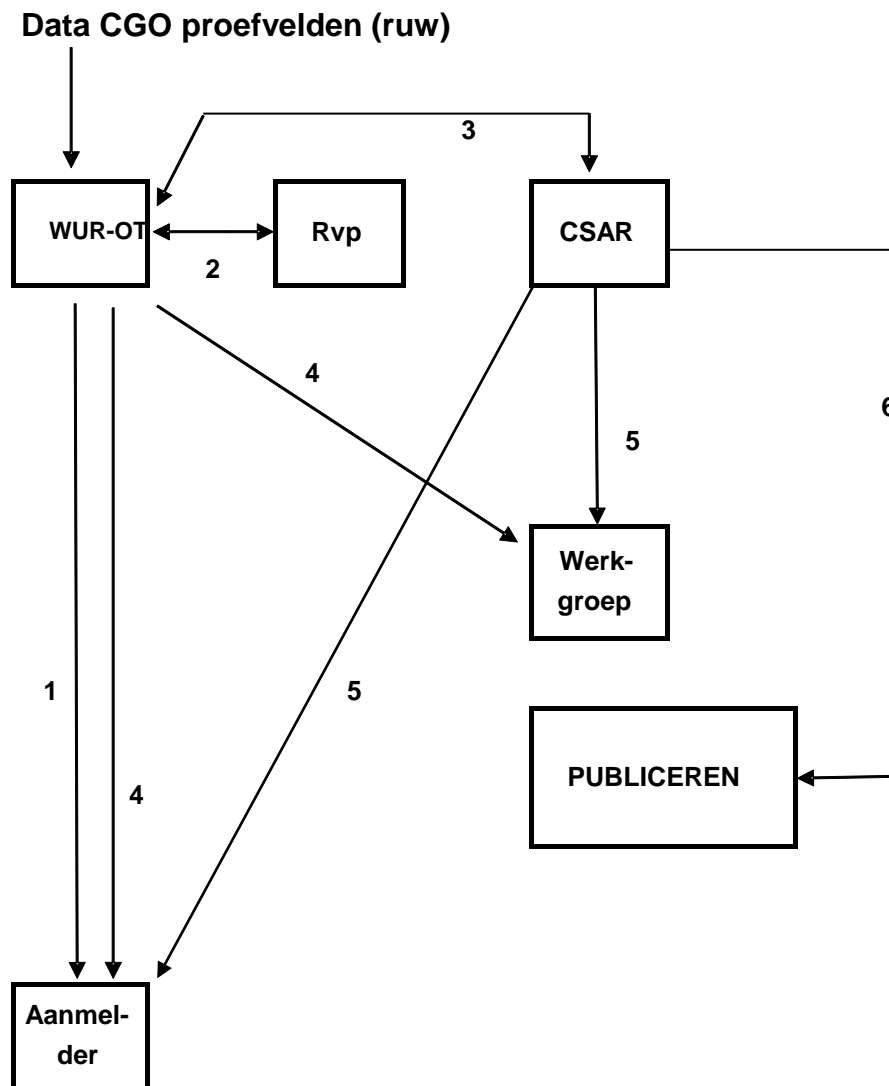 Data CGO proefvelden (ruw)
3
WUR-OT
Rvp
CSAR
2
4
6
5
Werk-
groep
1
5
PUBLICEREN
4
Aanmel-
der